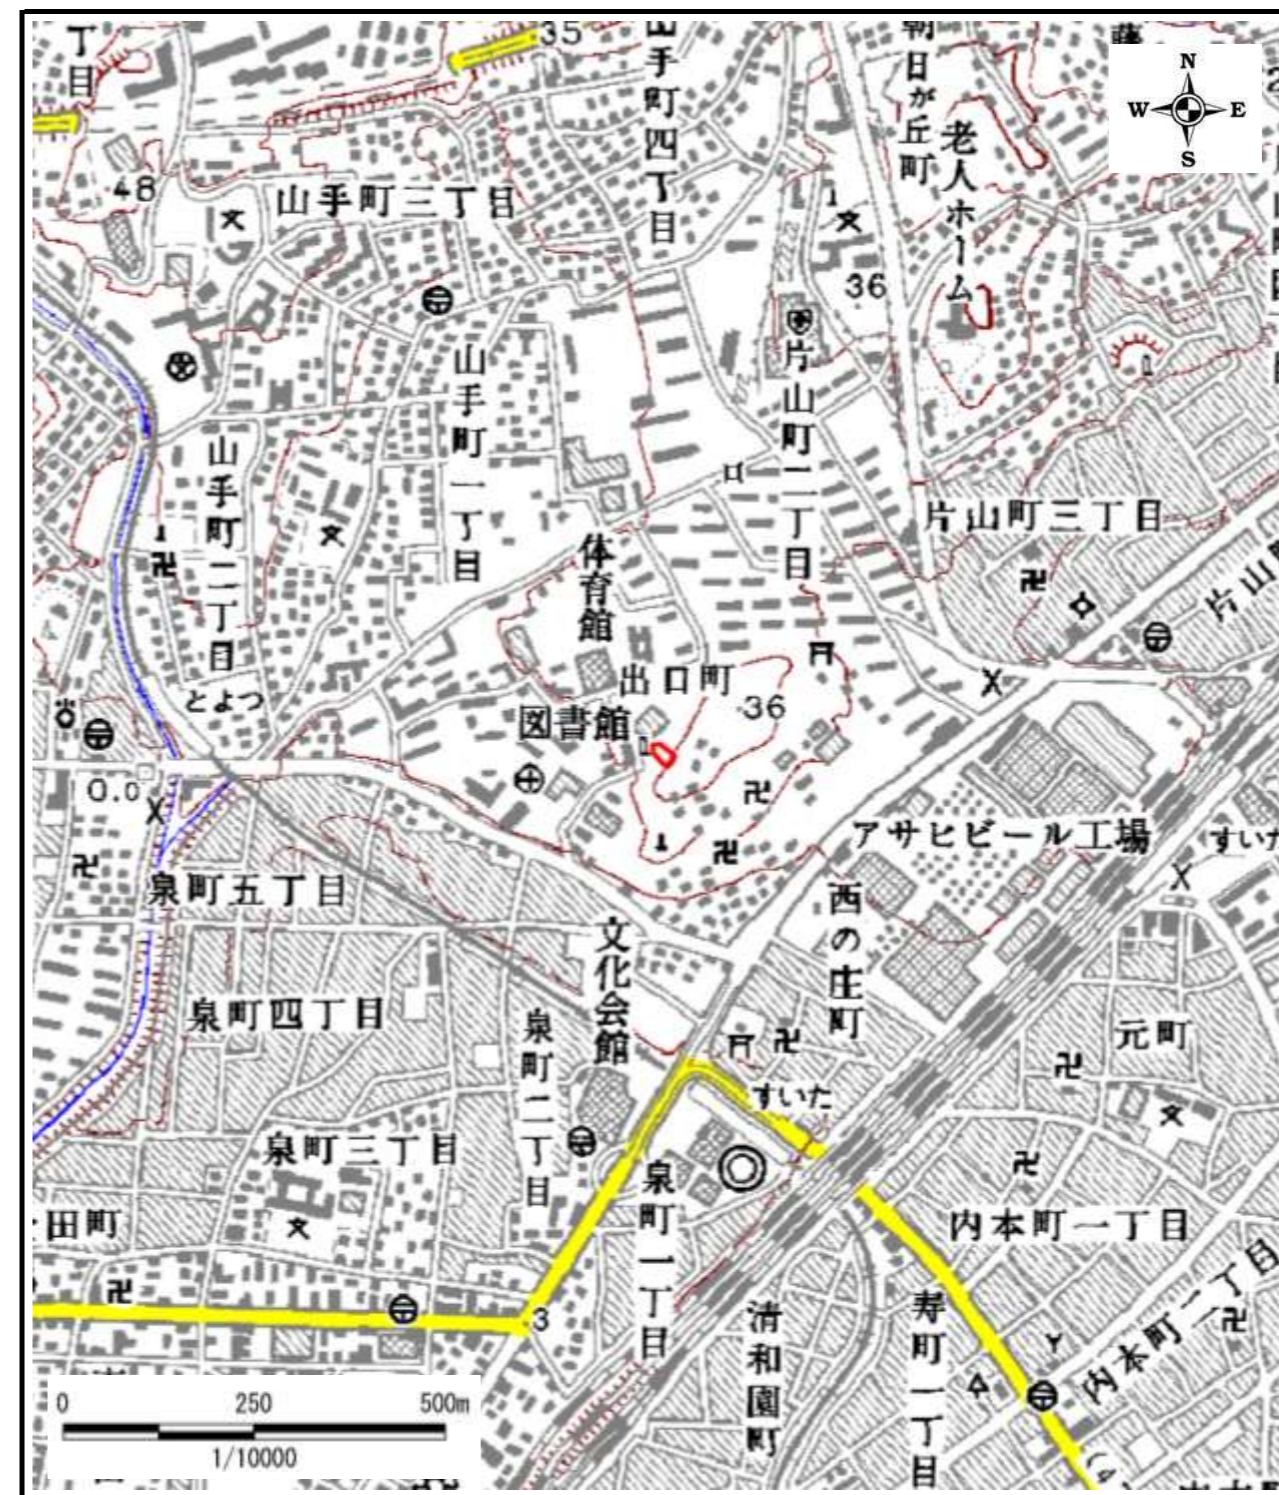 丁目
35
山手町四丁目
朝日が丘町
老人ホーム
N
W
E
S
48
山手町三丁目
36
山手町一丁目
片山町二丁目
山手町二丁目
片山町三丁目
体育館
とよつ
出口町
図書館
36
0.0
アサヒビール工場
すいた
泉町五丁目
西の庄町
文化会館
泉町四丁目
泉町二丁目
元町
すいた
泉町三丁目
泉町一丁目
田町
内本町一丁目
内本町二丁目
3
清和園町
寿町一丁目
0
250
500m
1/10000